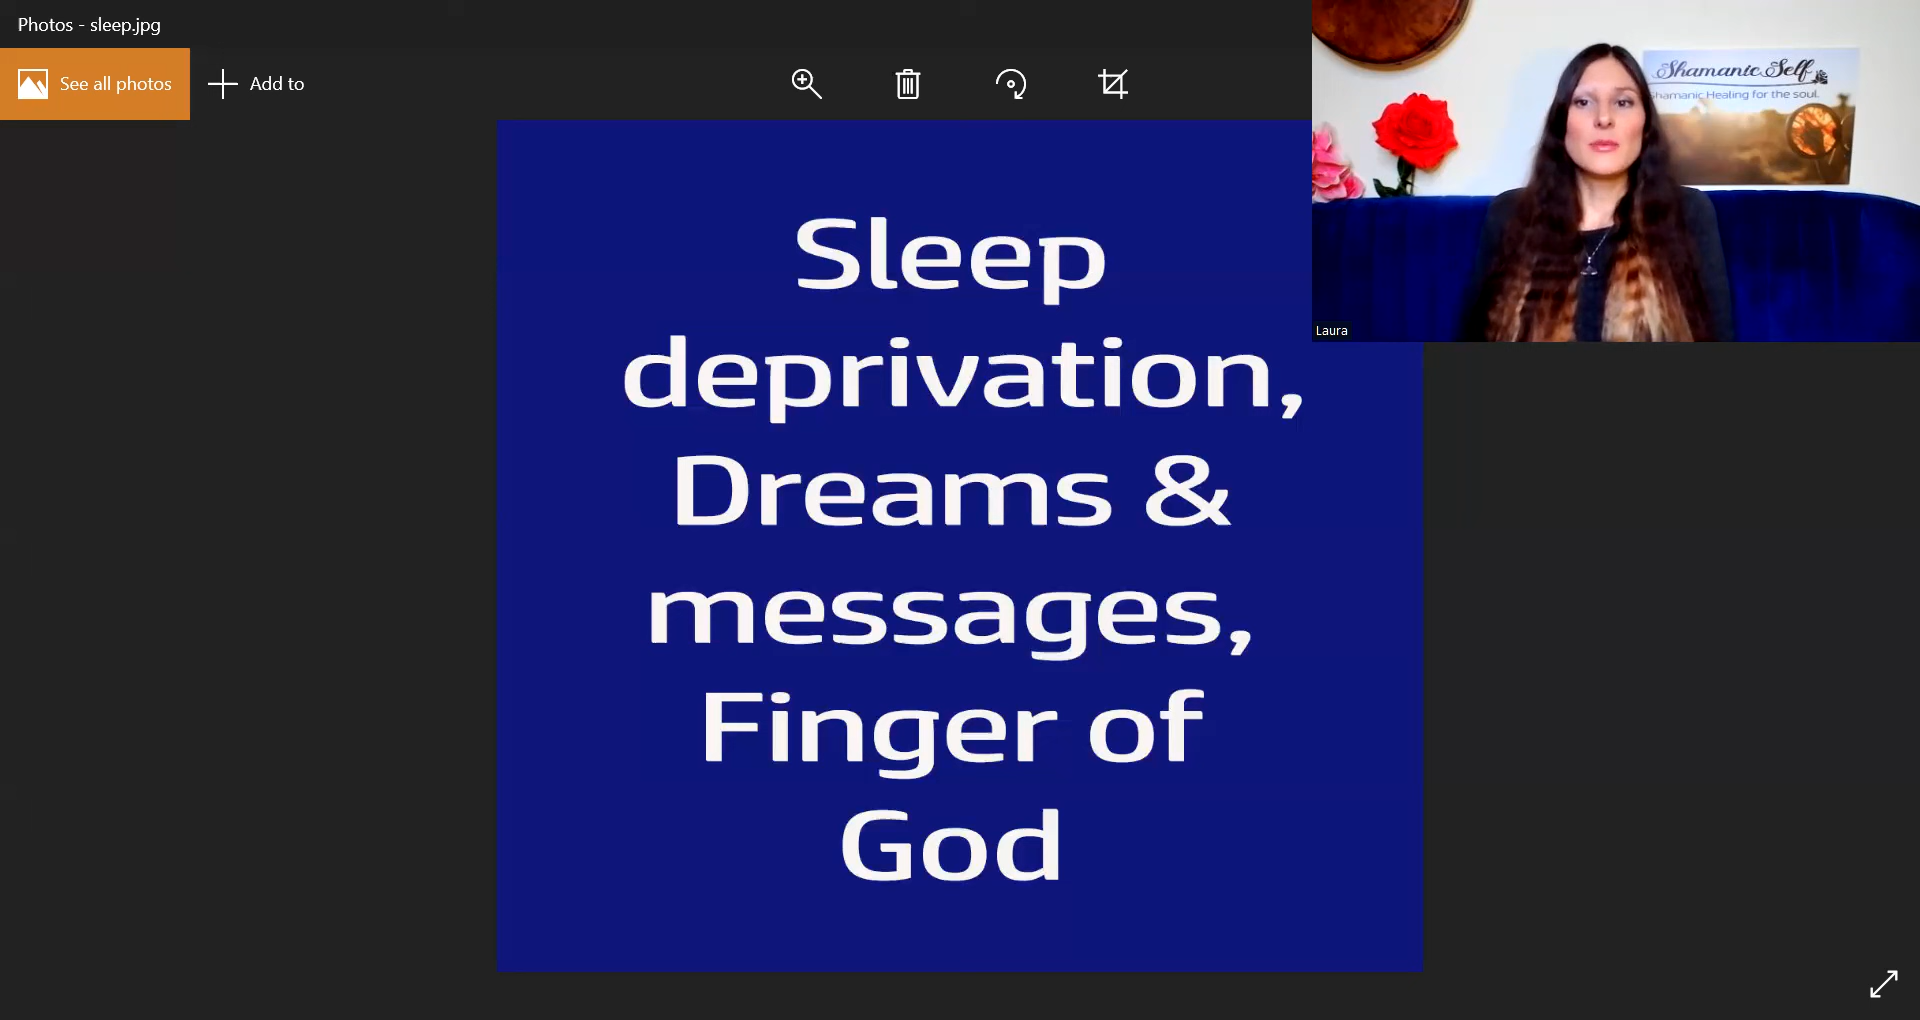 Photos - sleep.jpg
See all photos
Add to
Shamanic Self
Shamanic Healing for the soul.
Laura
Sleep
deprivation,
Dreams &
messages,
Finger of
God